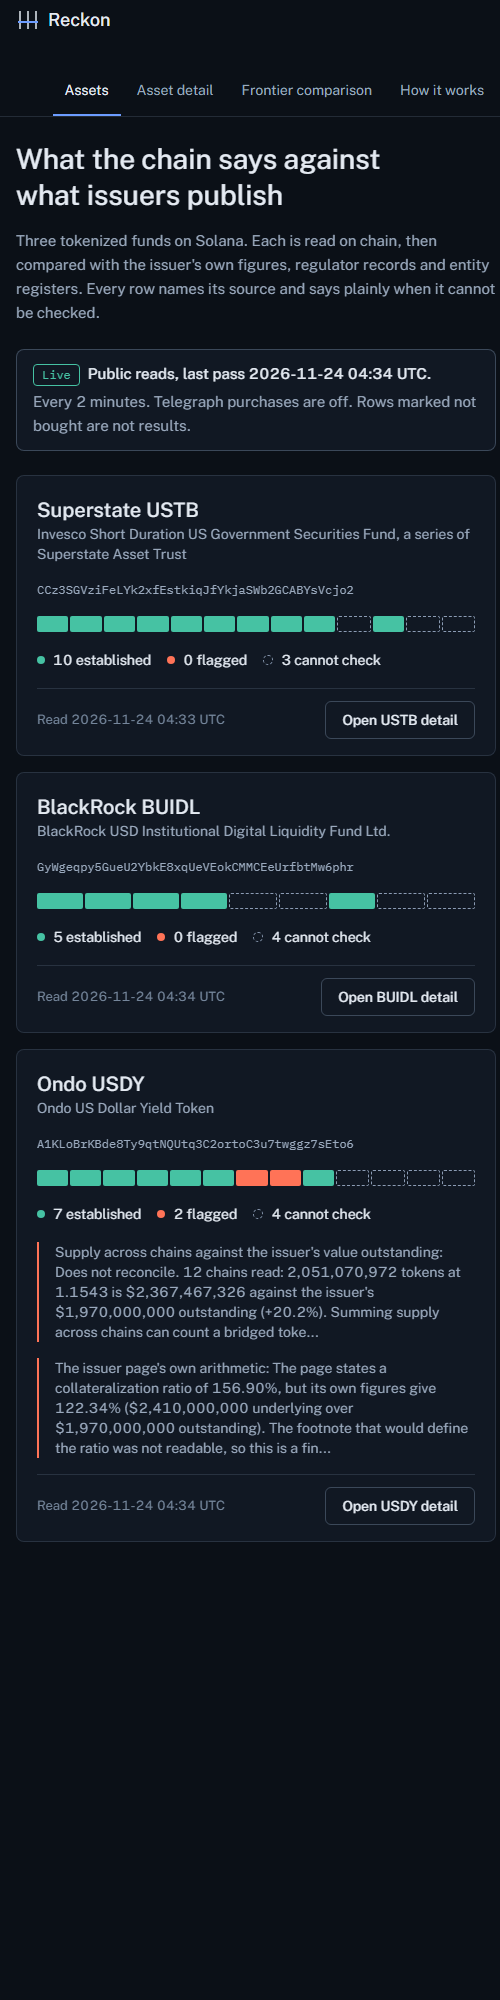 Reckon
Assets
Asset detail
Frontier comparison
How it works
What the chain says against
what issuers publish
Three tokenized funds on Solana. Each is read on chain, then
compared with the issuer's own figures, regulator records and entity
registers. Every row names its source and says plainly when it cannot
be checked.
Live Public reads, last pass 2026-11-24 04:34 UTC.
Every 2 minutes. Telegraph purchases are off. Rows marked not
bought are not results.
Superstate USTB
Invesco Short Duration US Government Securities Fund, a series of
Superstate Asset Trust
CCz3SGVziFeLYk2xfEstkiqJfYkjaSWb2GCABYsVcjo2
10 established 0 flagged 3 cannot check
Read 2026-11-24 04:33 UTC
Open USTB detail
BlackRock BUIDL
BlackRock USD Institutional Digital Liquidity Fund Ltd.
GyWgeqpy5GueU2YbkE8xqUeVEokCMMCEeUrfbtMw6phr
5 established 0 flagged 4 cannot check
Read 2026-11-24 04:34 UTC
Open BUIDL detail
Ondo USDY
Ondo US Dollar Yield Token
A1KLoBrKBde8Ty9qtNQUtq3C2ortoC3u7twggz7sEto6
7 established 2 flagged 4 cannot check
Supply across chains against the issuer's value outstanding:
Does not reconcile. 12 chains read: 2,051,070,972 tokens at
1.1543 is $2,367,467,326 against the issuer's
$1,970,000,000 outstanding (+20.2%). Summing supply
across chains can count a bridged toke...
The issuer page's own arithmetic: The page states a
collateralization ratio of 156.90%, but its own figures give
122.34% ($2,410,000,000 underlying over
$1,970,000,000 outstanding). The footnote that would define
the ratio was not readable, so this is a fin...
Read 2026-11-24 04:34 UTC
Open USDY detail